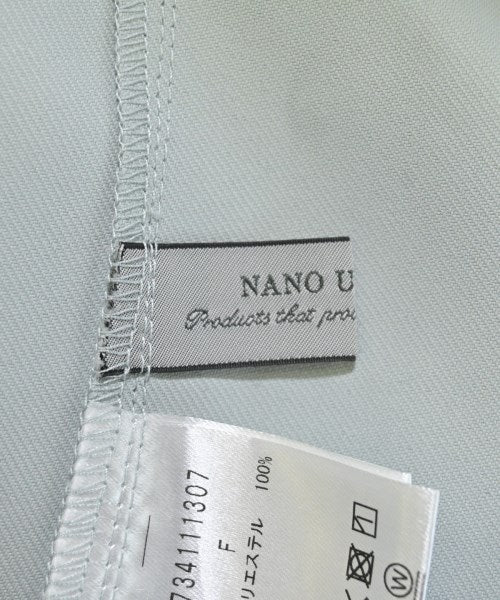 NANO U
Products that pro
734111307
F
リエステル 100%
W